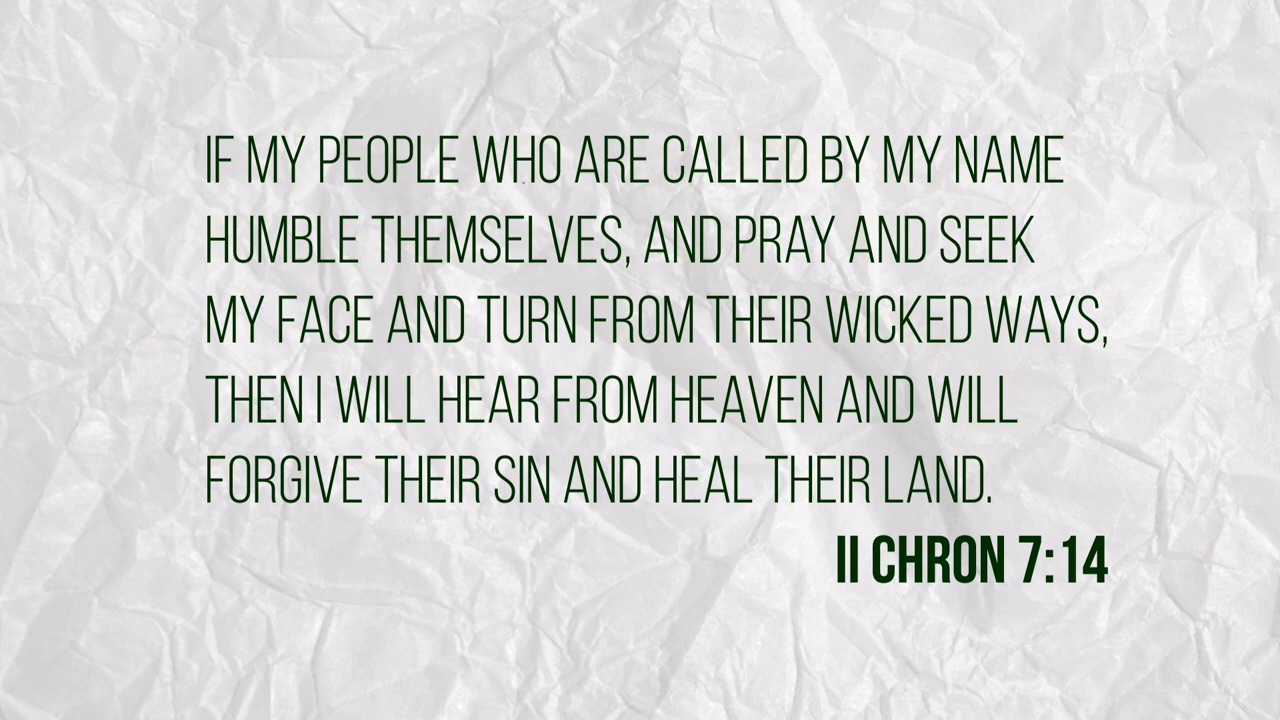 IF MY PEOPLE WHO ARE CALLED BY MY NAME
HUMBLE THEMSELVES, AND PRAY AND SEEK
MY FACE AND TURN FROM THEIR WICKED WAYS,
THEN I WILL HEAR FROM HEAVEN AND WILL
FORGIVE THEIR SIN AND HEAL THEIR LAND.
II CHRON 7:14